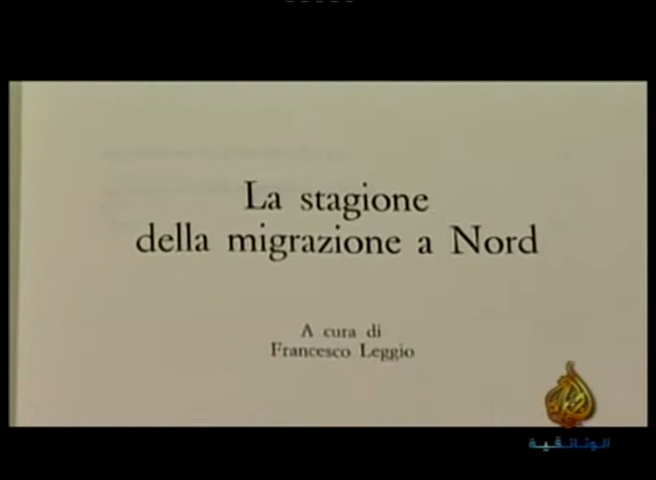 La stagione
della migrazione a Nord
A cura di
Francesco Leggio
الوثائقية